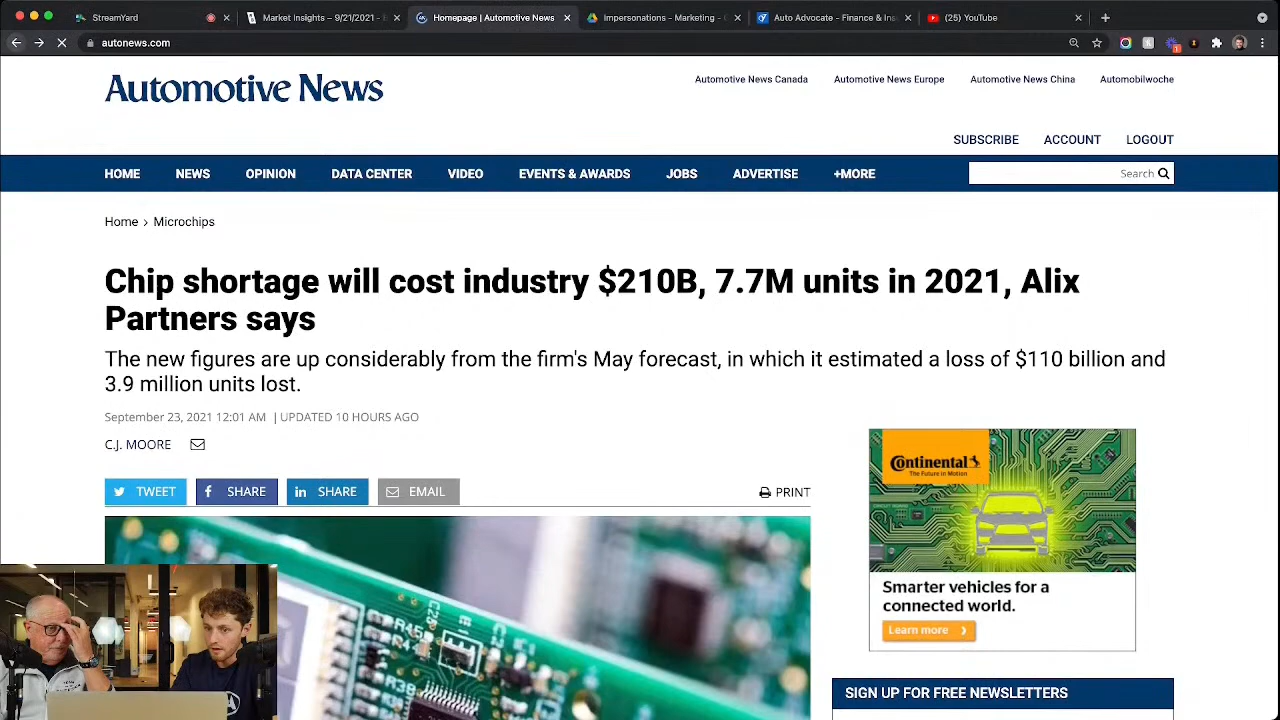 StreamYard
Market Insights – 9/21/2021 -
Homepage | Automotive News
Impersonations - Marketing -
Auto Advocate - Finance & Ins
(25) YouTube
autonews.com
Automotive News
Automotive News Canada
Automotive News Europe
Automotive News China
Automobilwoche
SUBSCRIBE
ACCOUNT
LOGOUT
HOME
NEWS
OPINION
DATA CENTER
VIDEO
EVENTS & AWARDS
JOBS
ADVERTISE
+MORE
Search
Home › Microchips
Chip shortage will cost industry $210B, 7.7M units in 2021, Alix
Partners says
The new figures are up considerably from the firm's May forecast, in which it estimated a loss of $110 billion and
3.9 million units lost.
September 23, 2021 12:01 AM | UPDATED 10 HOURS AGO
C.J. MOORE
TWEET
SHARE
SHARE
EMAIL
PRINT
Continental
The Future in Motion
Smarter vehicles for a
connected world.
Learn more
SIGN UP FOR FREE NEWSLETTERS